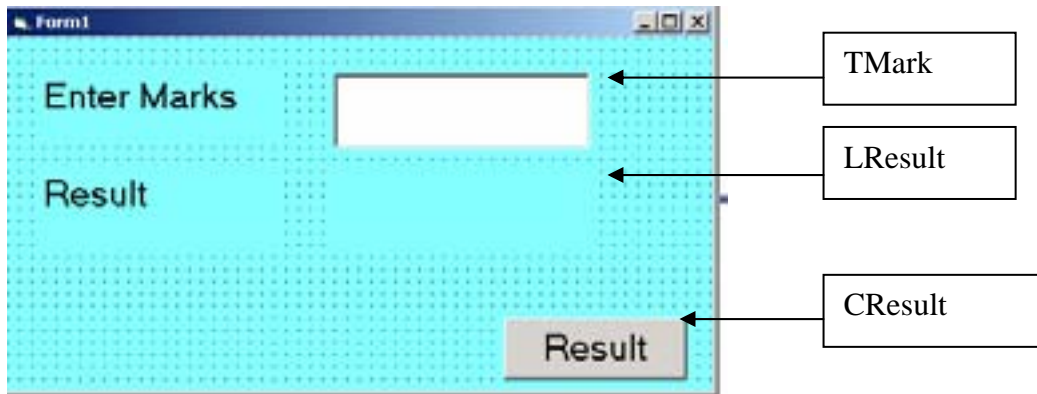 Form1
TMark
Enter Marks
LResult
Result
CResult
Result